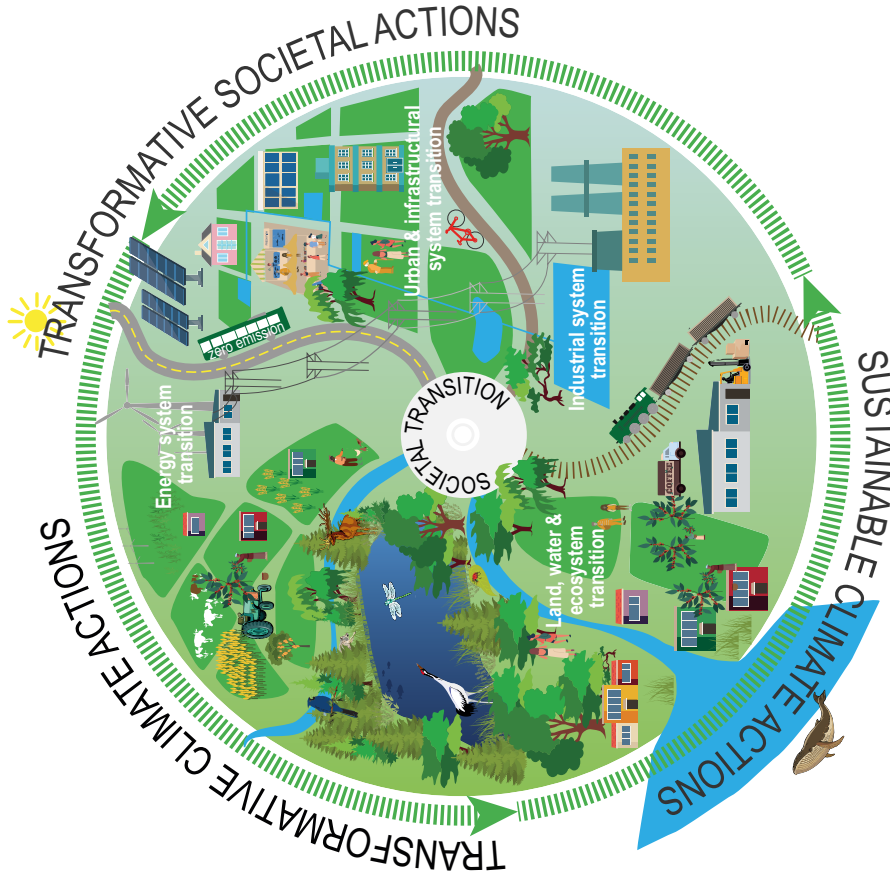 TRANSFORMATIVE SOCIETAL ACTIONS
SUSTAINABLE CLIMATE ACTIONS
TRANSFORMATIVE CLIMATE ACTIONS
SOCIETAL TRANSITION
Urban & infrastructural
system transition
Industrial system
transition
Land, water &
ecosystem
transition
Energy system
transition
zero emission
COFFEE